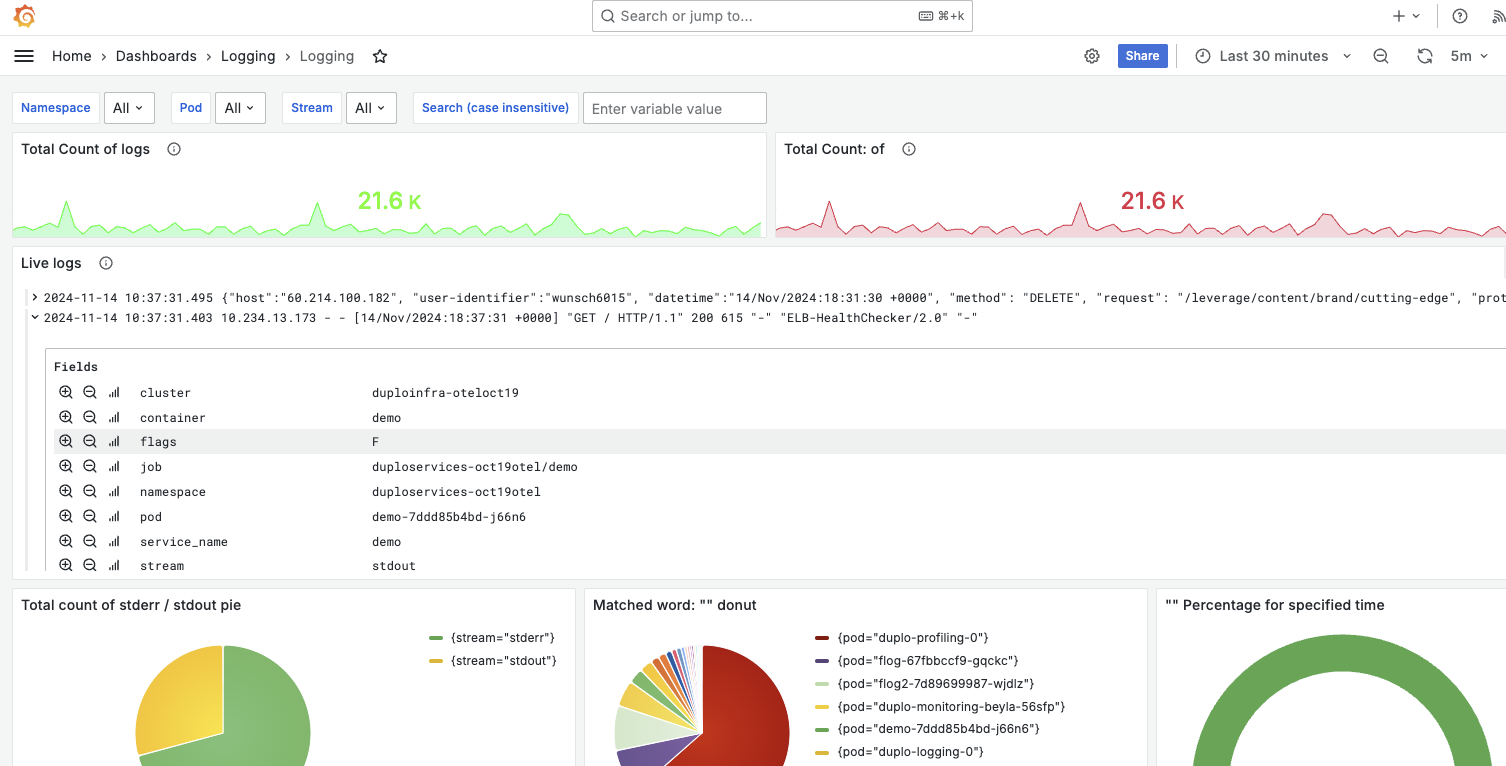 Search or jump to... ⌘+k
Home › Dashboards › Logging › Logging
Share
Last 30 minutes
5m
Namespace All Pod All Stream All Search (case insensitive) Enter variable value
Total Count of logs
21.6 K
Total Count: of
21.6 K
Live logs
2024-11-14 10:37:31.495 {"host":"60.214.100.182", "user-identifier":"wunsch6015", "datetime":"14/Nov/2024:18:31:30 +0000", "method": "DELETE", "request": "/leverage/content/brand/cutting-edge", "prot
2024-11-14 10:37:31.403 10.234.13.173 - - [14/Nov/2024:18:37:31 +0000] "GET / HTTP/1.1" 200 615 "-" "ELB-HealthChecker/2.0" "-"
Fields
cluster duploinfra-oteloct19
container demo
flags F
job duploservices-oct19otel/demo
namespace duploservices-oct19otel
pod demo-7ddd85b4bd-j66n6
service_name demo
stream stdout
Total count of stderr / stdout pie
{stream="stderr"}
{stream="stdout"}
Matched word: "" donut
{pod="duplo-profiling-0"}
{pod="flog-67fbbccf9-gqckc"}
{pod="flog2-7d89699987-wjdlz"}
{pod="duplo-monitoring-beyla-56sfp"}
{pod="demo-7ddd85b4bd-j66n6"}
{pod="duplo-logging-0"}
"" Percentage for specified time